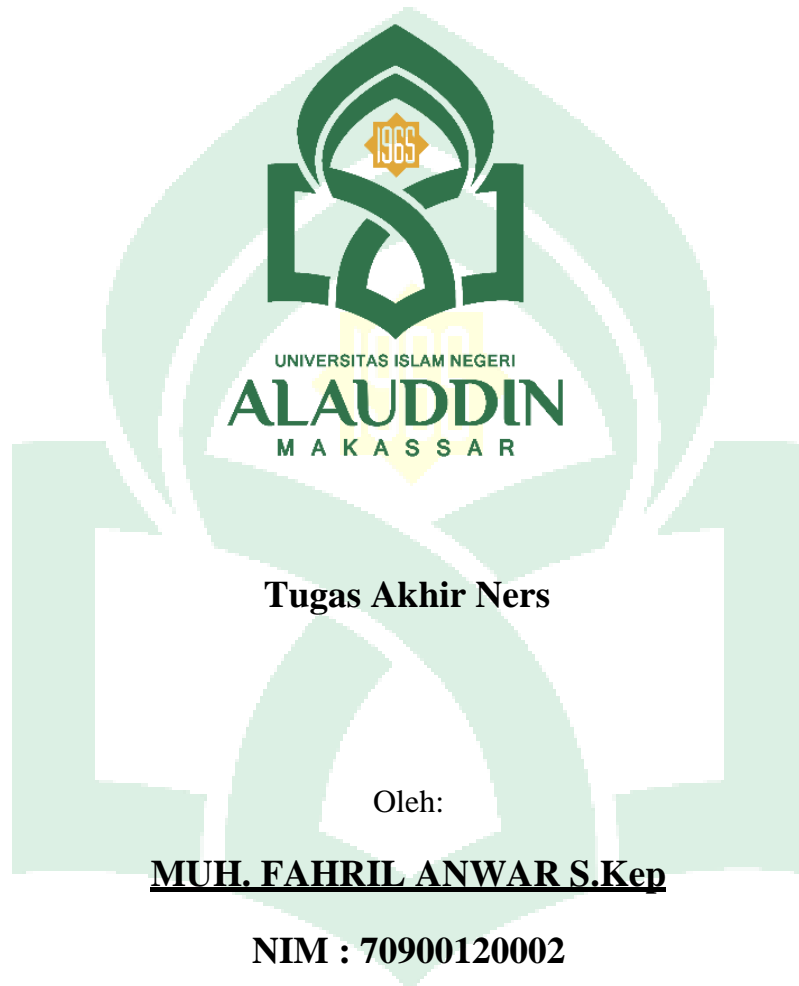 1965
UNIVERSITAS ISLAM NEGERI
ALAUDDIN
MAKASSAR
Tugas Akhir Ners
Oleh:
MUH. FAHRIL ANWAR S.Kep
NIM : 70900120002